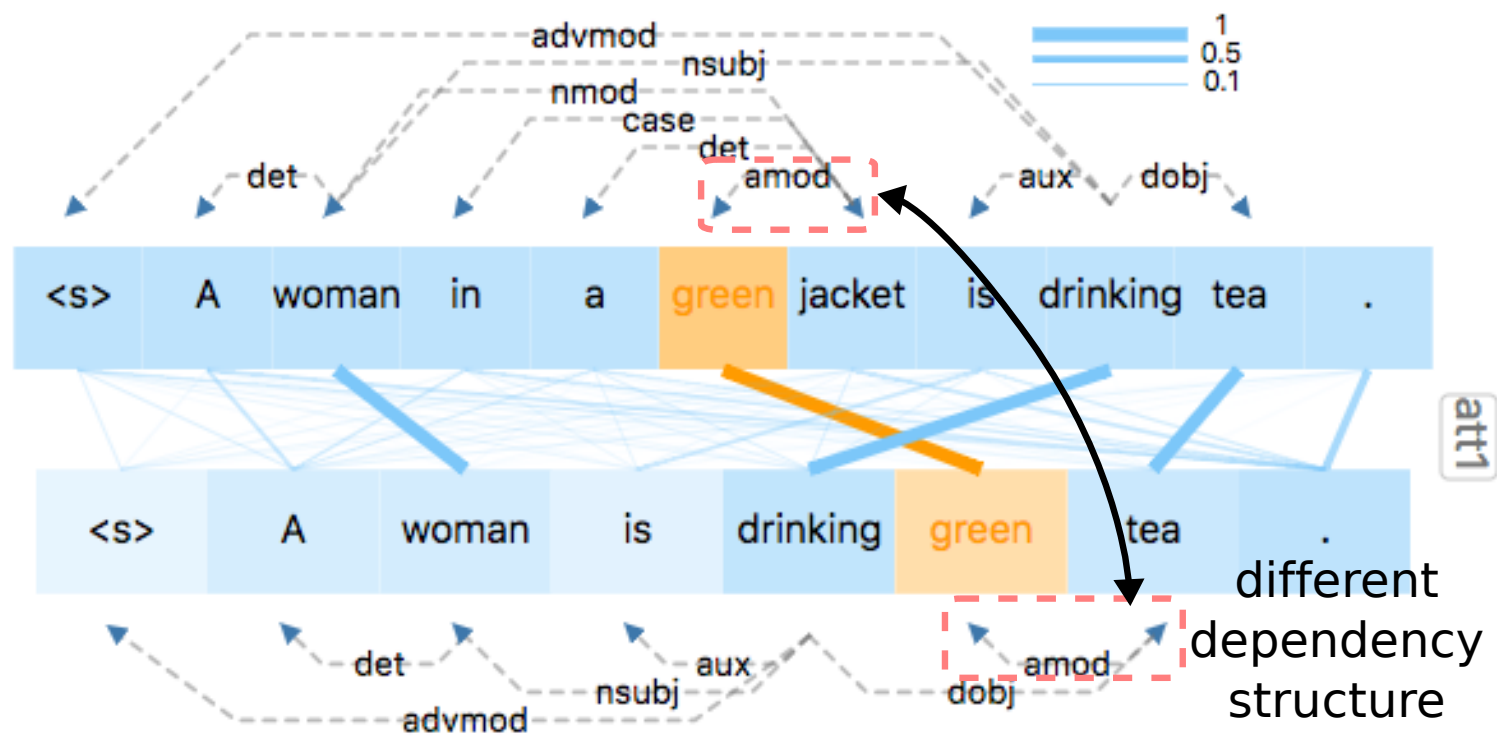 advmod
1
nsubj
0.5
nmod
0.1
case
det
det
amod
aux
dobj
<s> A woman in a green jacket is drinking tea .
att1
<s> A woman is drinking green tea .
different
dependency
structure
det
aux
amod
nsubj
dobj
advmod